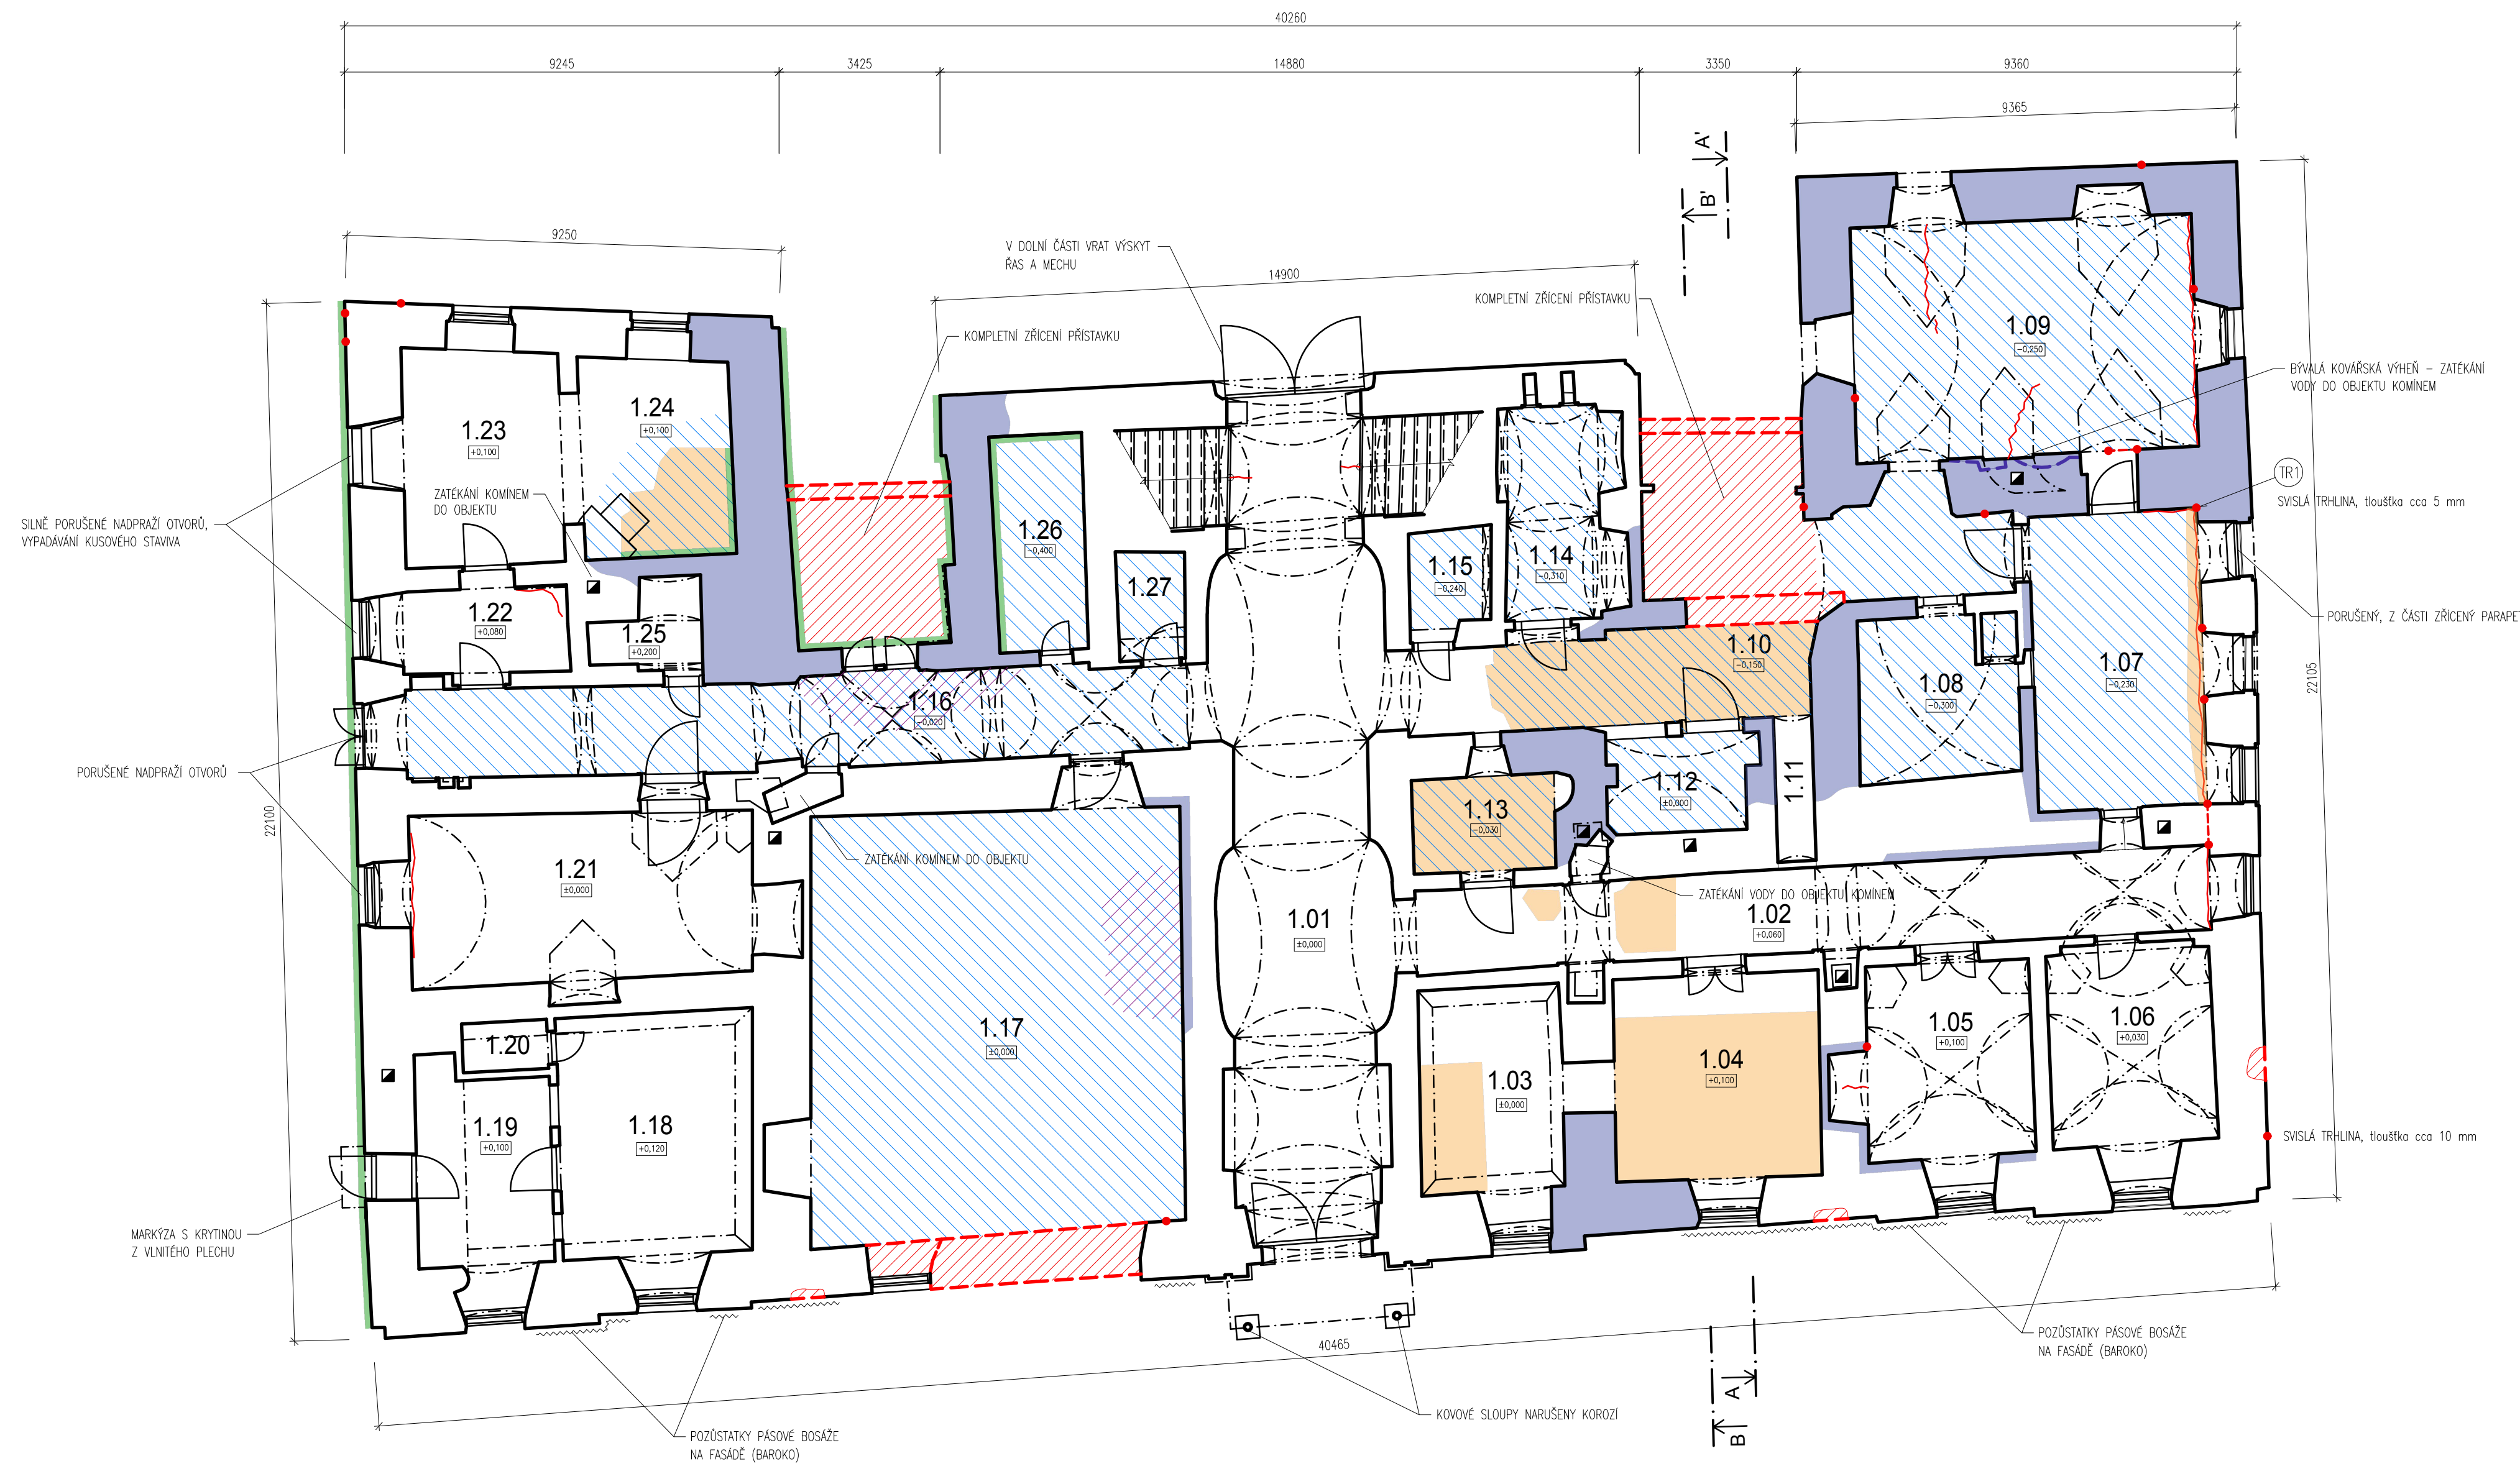 40260
9245
3425
14880
3350
9360
9365
A'
B'
9250
V DOLNÍ ČÁSTI VRAT VÝSKYT
ŘAS A MECHU
14900
KOMPLETNÍ ZŘÍCENÍ PŘÍSTAVKU
KOMPLETNÍ ZŘÍCENÍ PŘÍSTAVKU
1.09
-0,250
BÝVALÁ KOVÁŘSKÁ VÝHEŇ – ZATÉKÁNÍ
VODY DO OBJEKTU KOMÍNEM
1.24
+0,100
1.23
+0,100
ZATÉKÁNÍ KOMÍNEM
DO OBJEKTU
TR1
SVISLÁ TRHLINA, tloušťka cca 5 mm
SILNĚ PORUŠENÉ NADPRAŽÍ OTVORŮ,
VYPADÁVÁNÍ KUSOVÉHO STAVIVA
1.26
-0,400
1.27
1.15
-0,240
1.14
-0,310
1.22
+0,080
1.25
+0,200
PORUŠENÝ, Z ČÁSTI ZŘÍCENÝ PARAPET
1.10
-0,150
1.07
-0,230
22105
1.08
-0,300
1.16
-0,020
PORUŠENÉ NADPRAŽÍ OTVORŮ
1.12
±0,000
1.11
1.13
-0,030
22100
ZATÉKÁNÍ KOMÍNEM DO OBJEKTU
1.21
±0,000
ZATÉKÁNÍ VODY DO OBJEKTU KOMÍNEM
1.01
±0,000
1.02
+0,060
1.17
±0,000
1.20
1.05
+0,100
1.06
+0,030
1.04
+0,100
1.03
±0,000
1.19
+0,100
1.18
+0,120
SVISLÁ TRHLINA, tloušťka cca 10 mm
MARKÝZA S KRYTINOU
Z VLNITÉHO PLECHU
40465
POZŮSTATKY PÁSOVÉ BOSÁŽE
NA FASÁDĚ (BAROKO)
A
KOVOVÉ SLOUPY NARUŠENY KOROZÍ
B
POZŮSTATKY PÁSOVÉ BOSÁŽE
NA FASÁDĚ (BAROKO)